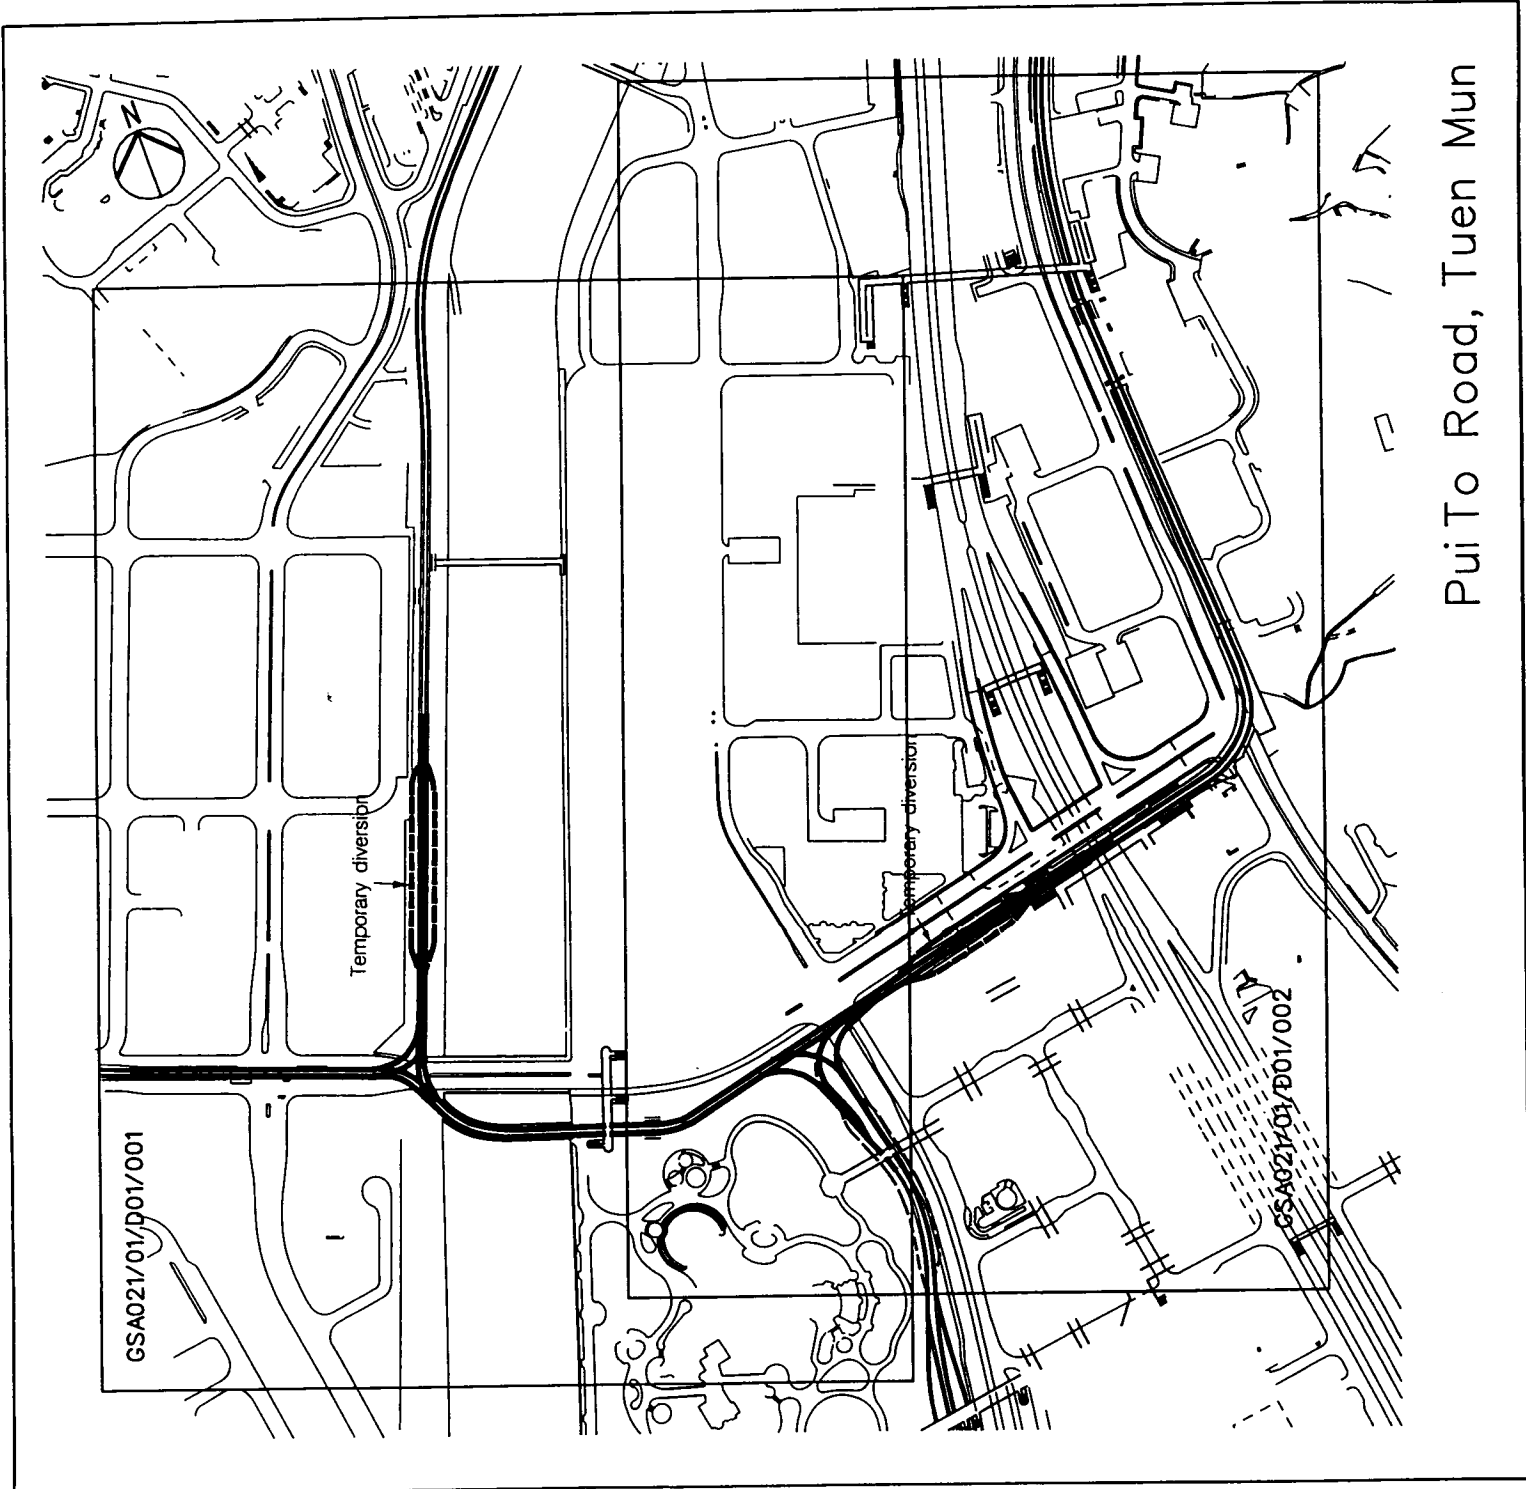 Pui To Road, Tuen Mun
N
Temporary diversion
Temporary diversion
GSA021/01/D01/001
GSA021/01/D01/002